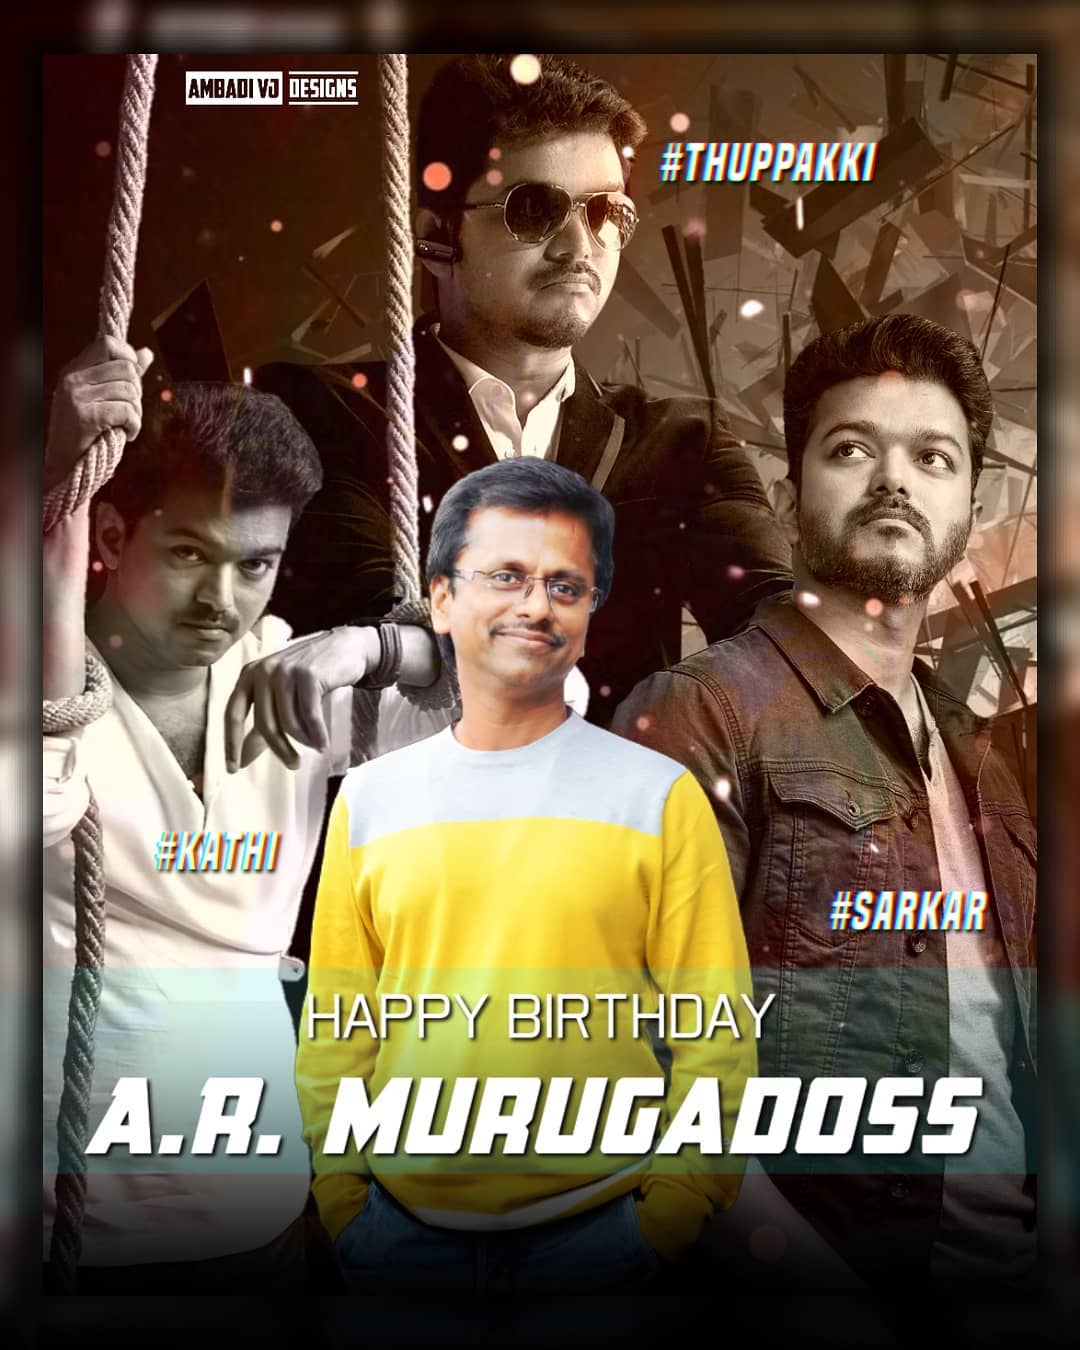 AMBADI VJ DESIGNS
#THUPPAKKI
#KATHI
#SARKAR
HAPPY BIRTHDAY
A.R. MURUGADOSS